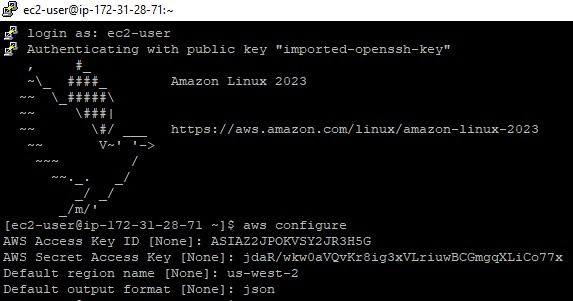 ec2-user@ip-172-31-28-71:~
login as: ec2-user
Authenticating with public key "imported-openssh-key"
   ,     #_
   ~\_  ####_        Amazon Linux 2023
  ~~  \_#####\
  ~~     \###|
  ~~       \#/ ___   https://aws.amazon.com/linux/amazon-linux-2023
   ~~       V~' '->
    ~~~         /
      ~~._.   _/
         _/ _/
       _/m/'
[ec2-user@ip-172-31-28-71 ~]$ aws configure
AWS Access Key ID [None]: ASIAZ2JPOKVSY2JR3H5G
AWS Secret Access Key [None]: jdaR/wkw0aVQvKr8ig3xVLriuwBCGmgqXLiCo77x
Default region name [None]: us-west-2
Default output format [None]: json